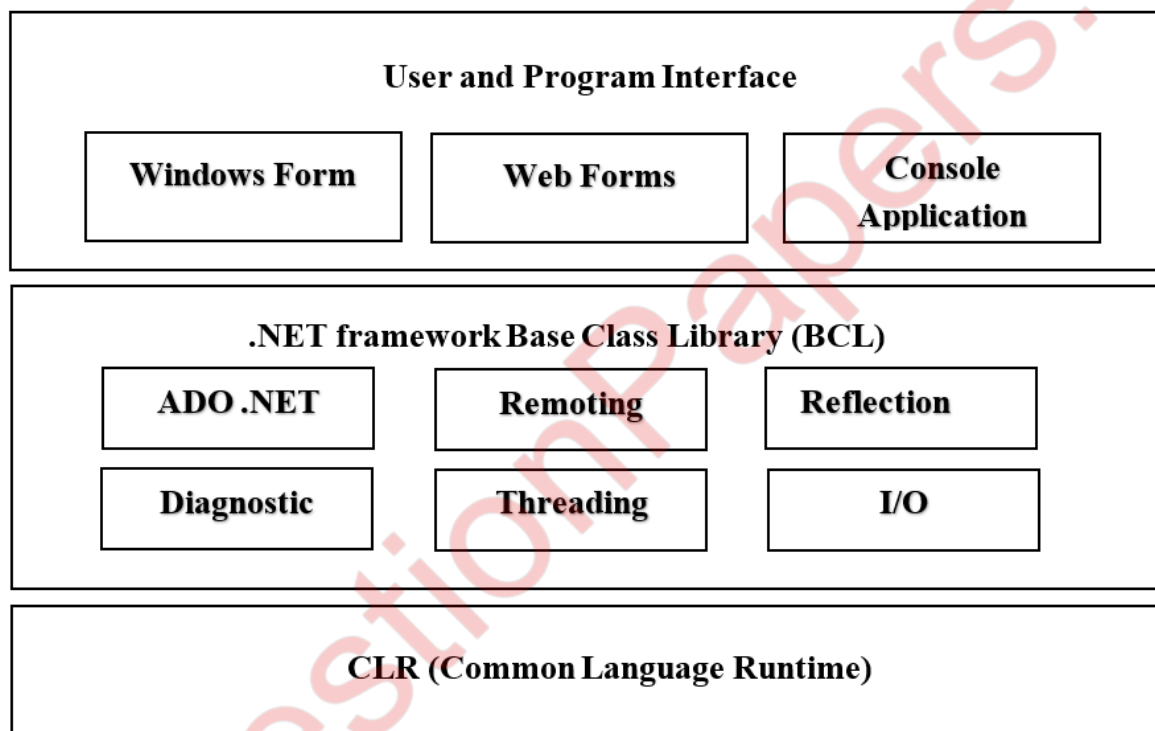 User and Program Interface
Windows Form
Web Forms
Console
Application
.NET framework Base Class Library (BCL)
ADO .NET
Remoting
Reflection
Diagnostic
Threading
I/O
CLR (Common Language Runtime)
estionPapers.